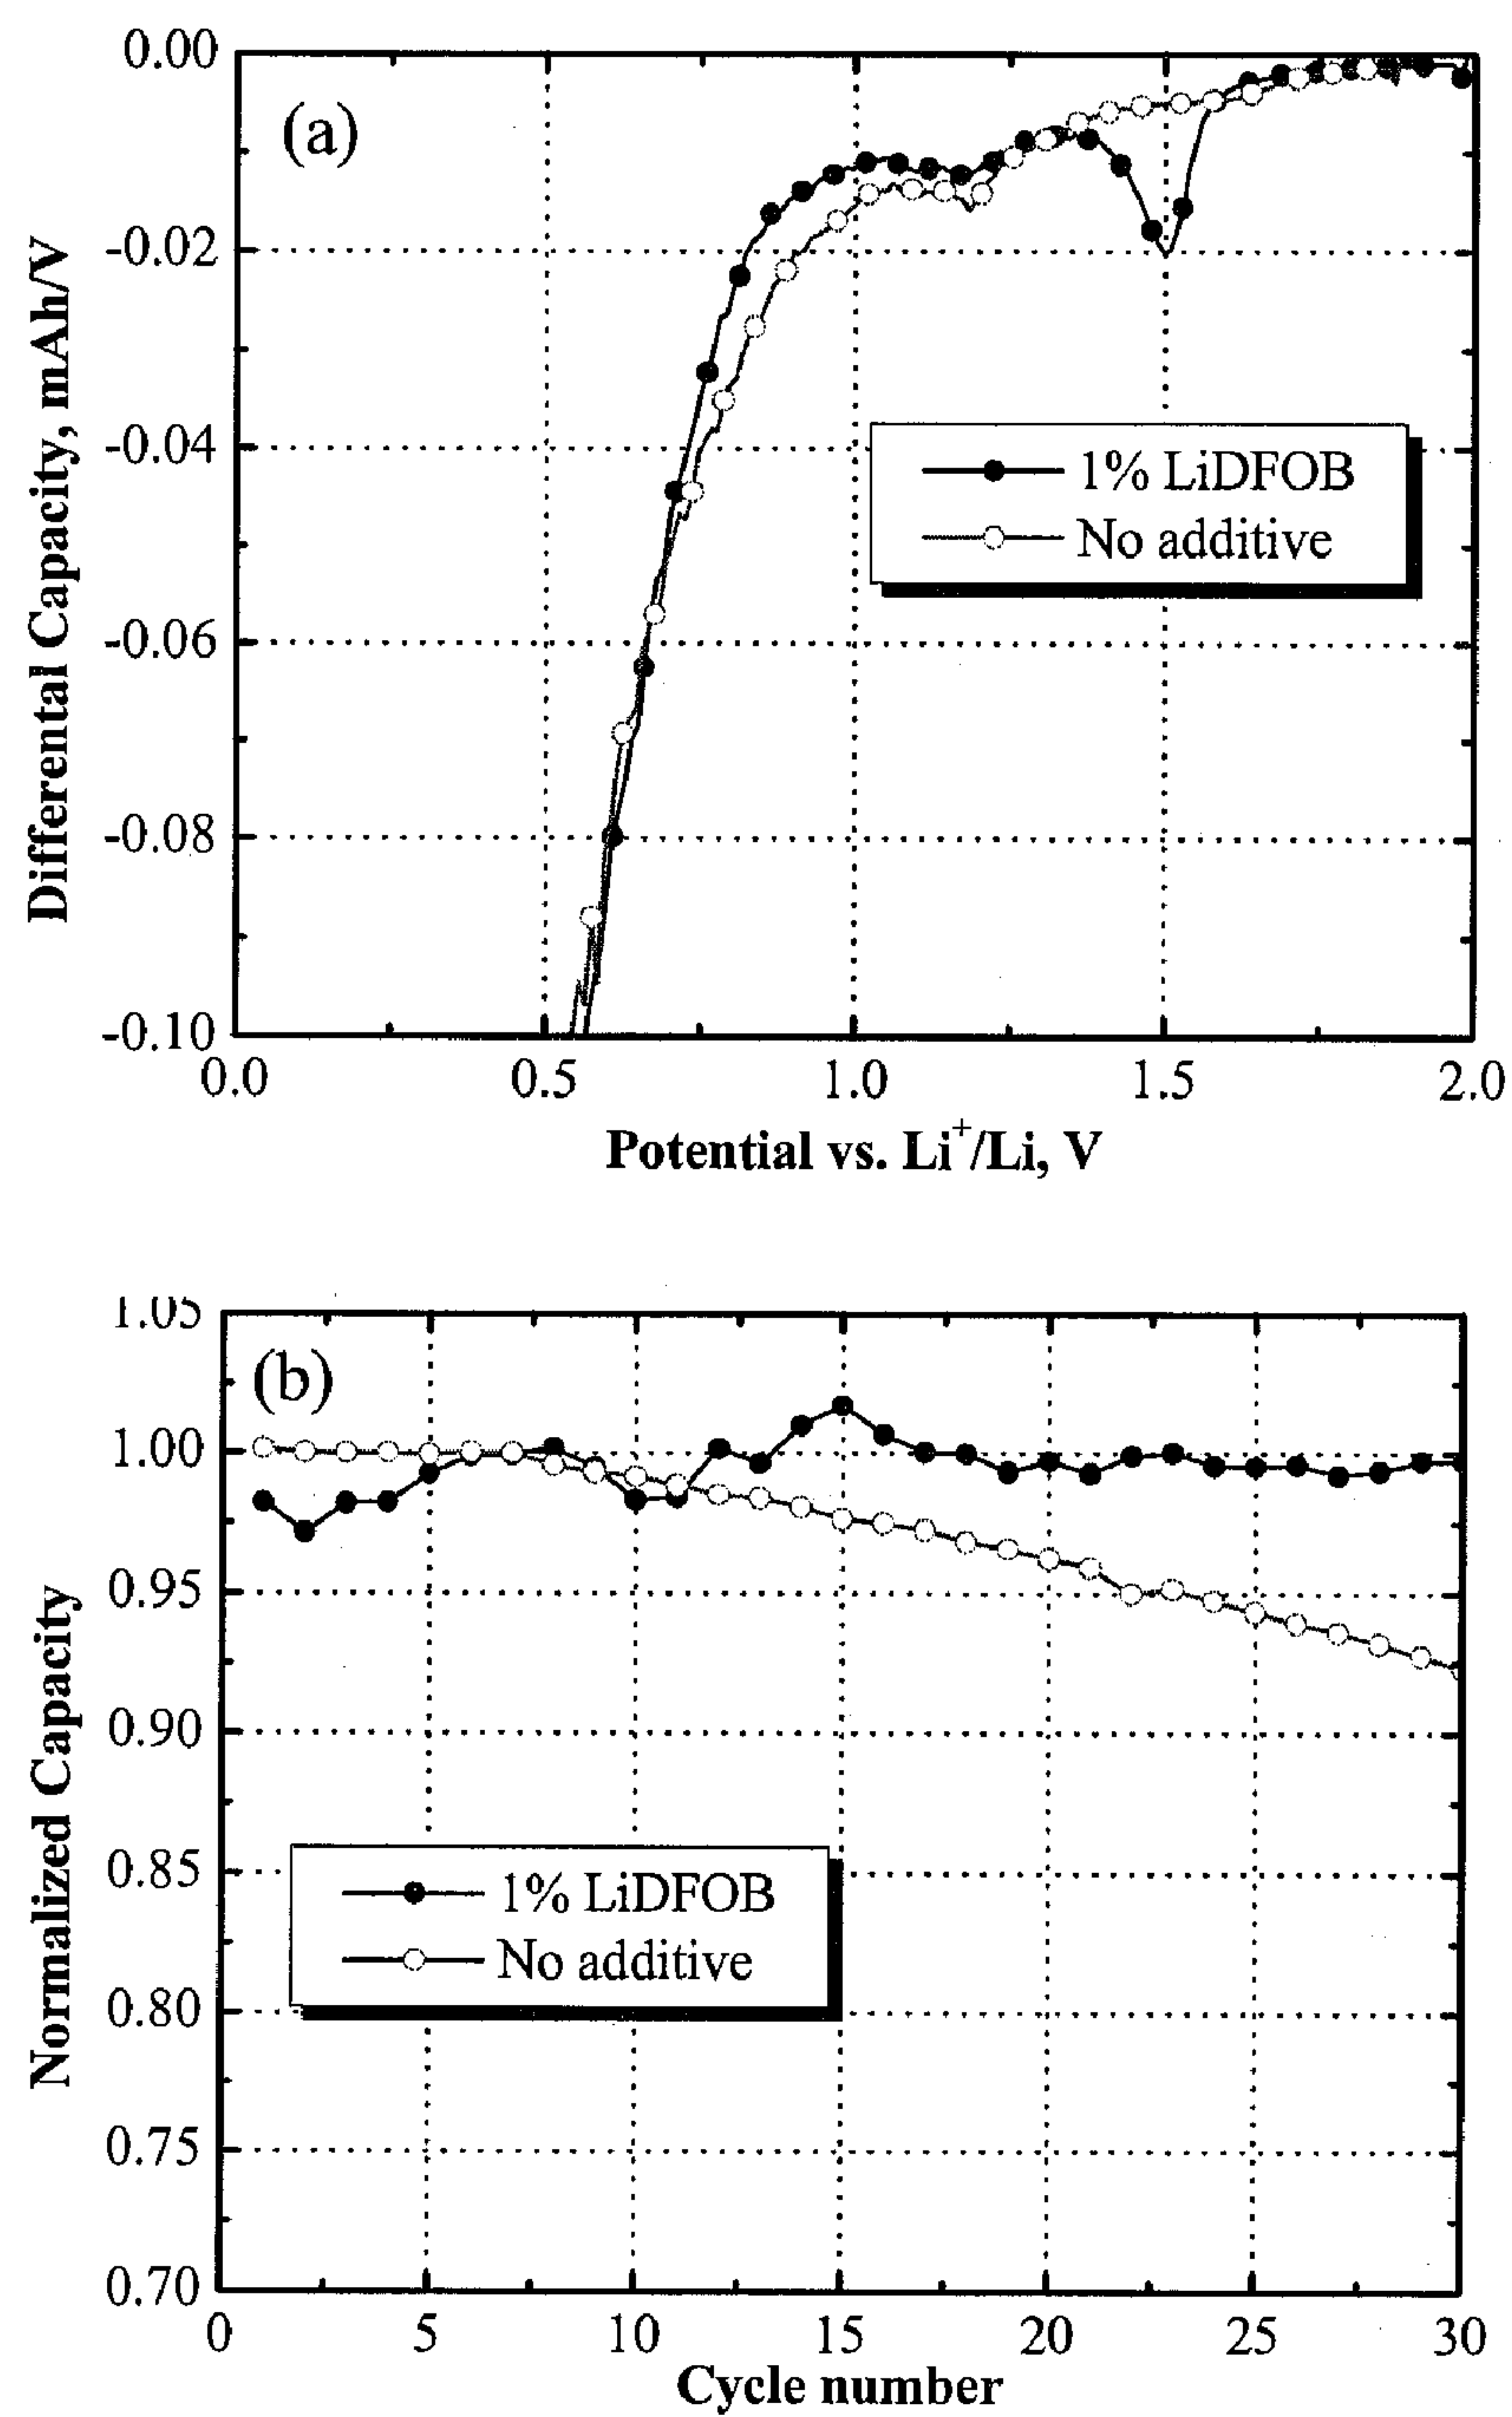 0.00
(a)
-0.02
-0.04
-0.06
-0.08
-0.10
Differental Capacity, mAh/V
1% LiDFOB
No additive
0.0 0.5 1.0 1.5 2.0
Potential vs. Li+/Li, V
1.05
(b)
1.00
0.95
0.90
0.85
0.80
0.75
0.70
Normalized Capacity
1% LiDFOB
No additive
0 5 10 15 20 25 30
Cycle number